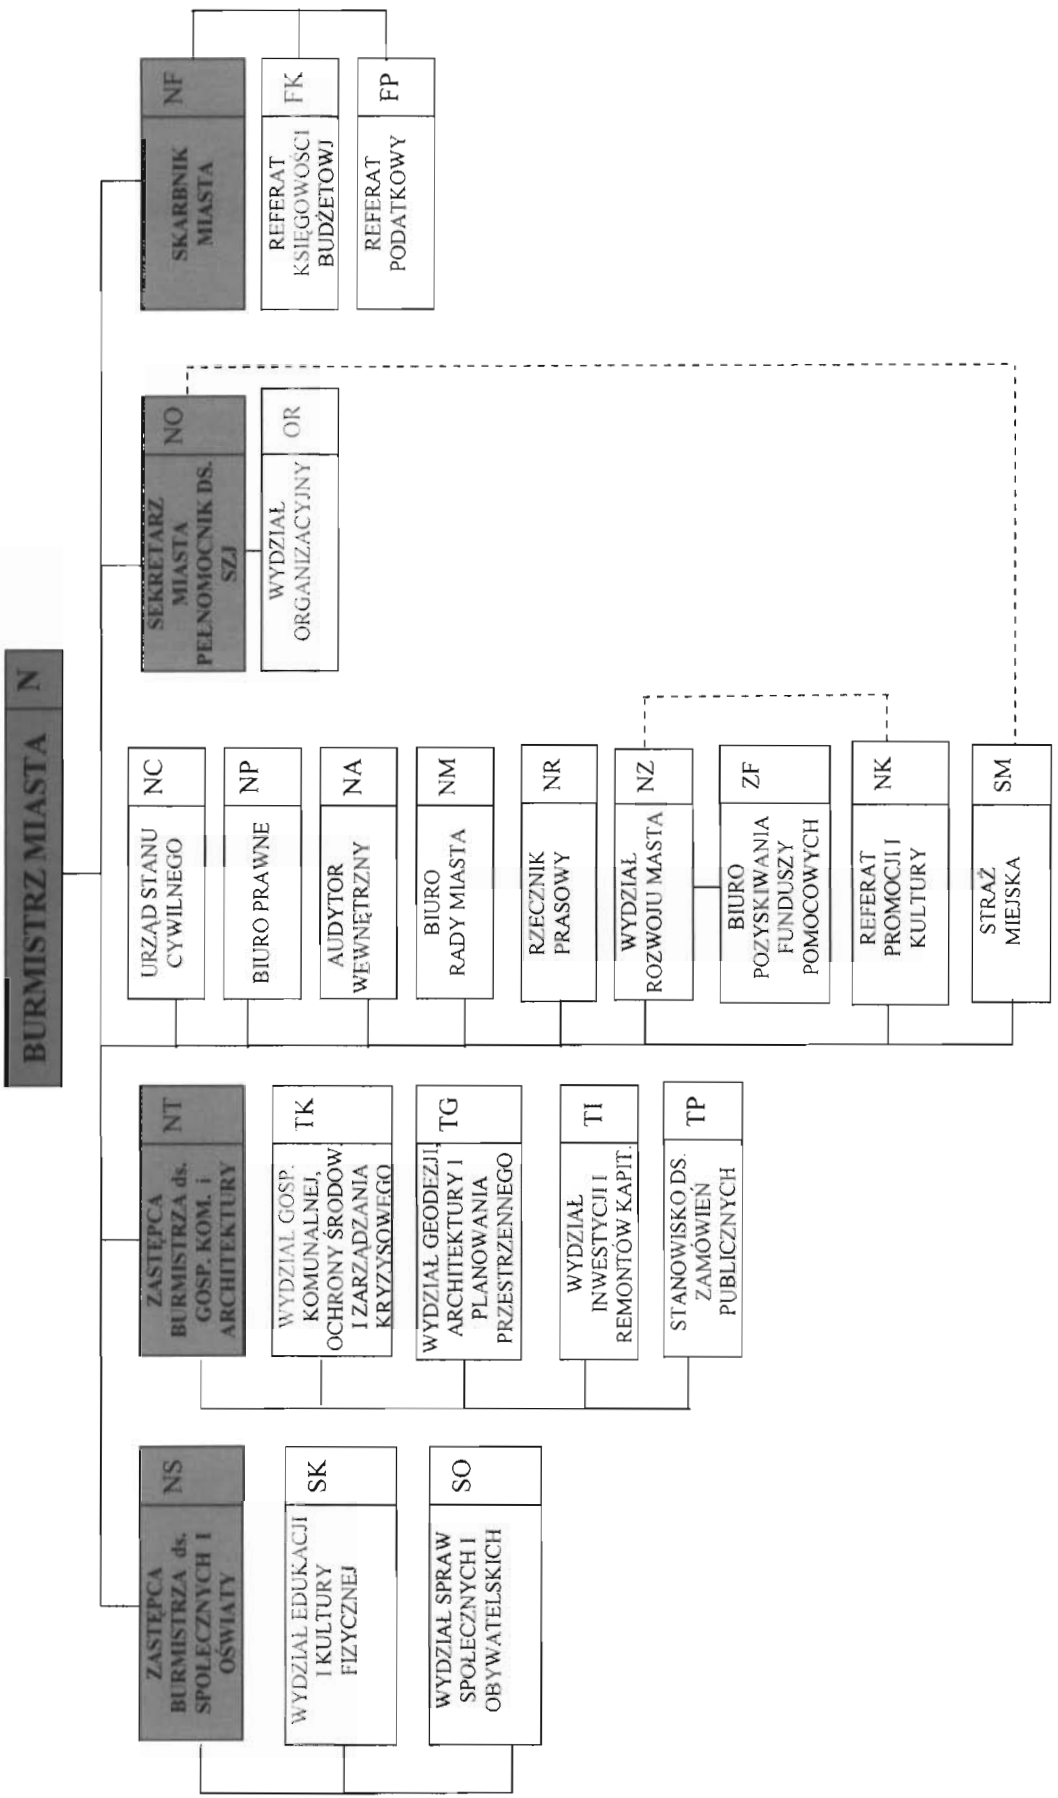 BURMISTRZ MIASTA N
ZASTĘPCA
BURMISTRZA ds.
SPOŁECZNYCH I
OŚWIATY
NS
WYDZIAŁ EDUKACJI
I KULTURY
FIZYCZNEJ
SK
WYDZIAŁ SPRAW
SPOŁECZNYCH I
OBYWATELSKICH
SO
ZASTĘPCA
BURMISTRZA ds.
GOSP. KOM. i
ARCHITEKTURY
NT
WYDZIAŁ GOSP.
KOMUNALNEJ,
OCHRONY ŚRODOW.
I ZARZĄDZANIA
KRYZYSOWEGO
TK
WYDZIAŁ GEODEZJI,
ARCHITEKTURY I
PLANOWANIA
PRZESTRZENNEGO
TG
WYDZIAŁ
INWESTYCJI I
REMONTÓW KAPIT.
TI
STANOWISKO DS.
ZAMÓWIEŃ
PUBLICZNYCH
TP
URZĄD STANU
CYWILNEGO
NC
BIURO PRAWNE
NP
AUDYTOR
WEWNĘTRZNY
NA
BIURO
RADY MIASTA
NM
RZECZNIK
PRASOWY
NR
WYDZIAŁ
ROZWOJU MASTA
NZ
BIURO
POZYSKIWANIA
FUNDUSZY
POMOCOWYCH
ZF
REFERAT
PROMOCJI I
KULTURY
NK
STRAŻ
MIEJSKA
SM
SEKRETARZ
MIASTA
PEŁNOMOCNIK DS.
SZJ
NO
WYDZIAŁ
ORGANIZACYJNY
OR
SKARBNIK
MIASTA
NF
REFERAT
KSIĘGOWOŚCI
BUDŻETOWJ
FK
REFERAT
PODATKOWY
FP